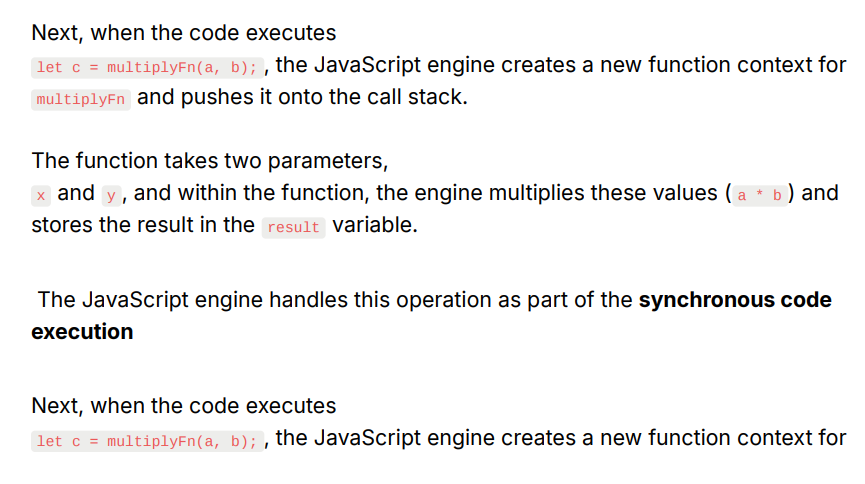 Next, when the code executes
let c = multiplyFn(a, b);, the JavaScript engine creates a new function context for
multiplyFn and pushes it onto the call stack.
The function takes two parameters,
x and y, and within the function, the engine multiplies these values (a * b) and
stores the result in the result variable.
The JavaScript engine handles this operation as part of the synchronous code
execution
Next, when the code executes
let c = multiplyFn(a, b);, the JavaScript engine creates a new function context for